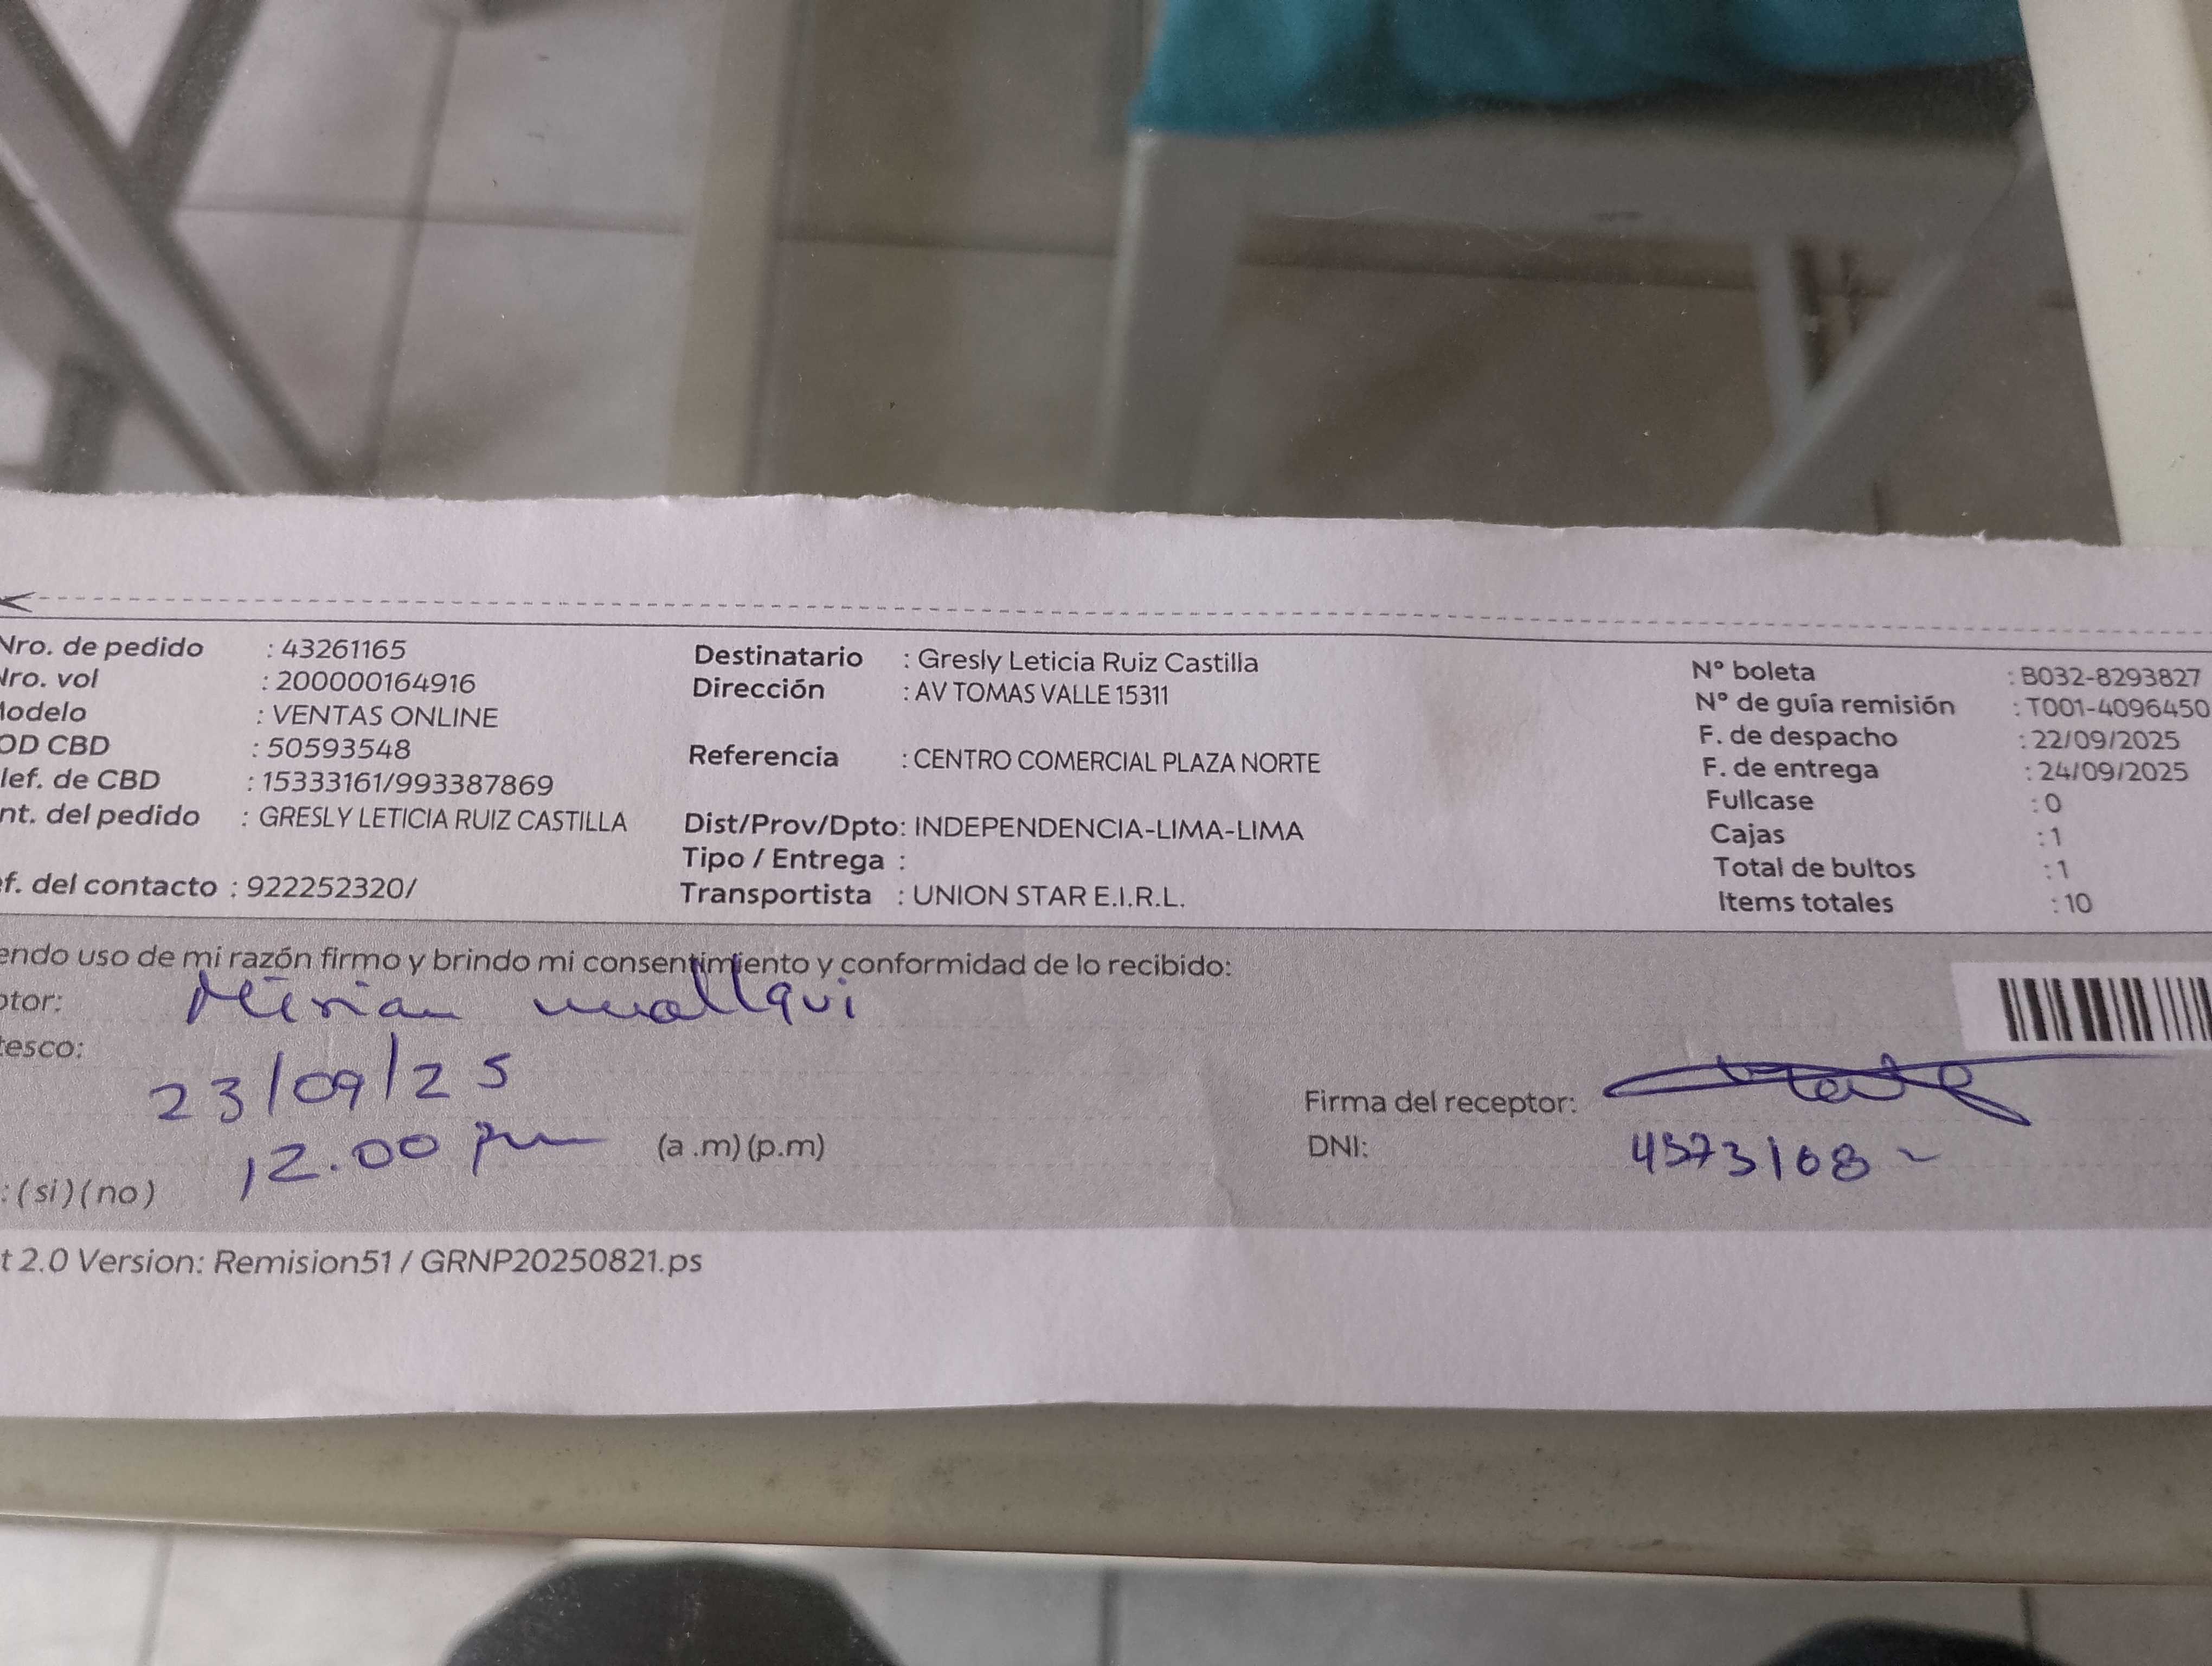 Nro. de pedido : 43261165
Nro. vol : 200000164916
Modelo : VENTAS ONLINE
OD CBD : 50593548
lef. de CBD : 15333161/993387869
nt. del pedido : GRESLY LETICIA RUIZ CASTILLA
ef. del contacto : 922252320/
Destinatario : Gresly Leticia Ruiz Castilla
Dirección : AV TOMAS VALLE 15311
Referencia : CENTRO COMERCIAL PLAZA NORTE
Dist/Prov/Dpto: INDEPENDENCIA-LIMA-LIMA
Tipo / Entrega :
Transportista : UNION STAR E.I.R.L.
N° boleta : B032-8293827
N° de guía remisión : T001-4096450
F. de despacho : 22/09/2025
F. de entrega : 24/09/2025
Fullcase : 0
Cajas : 1
Total de bultos : 1
Items totales : 10
endo uso de mi razón firmo y brindo mi consentimiento y conformidad de lo recibido:
ptor: Mirian mallqui
tesco:
23/09/25
12.00 pm (a .m) (p.m)
: (si) (no)
Firma del receptor:
DNI: 4573168
t 2.0 Version: Remision51 / GRNP20250821.ps